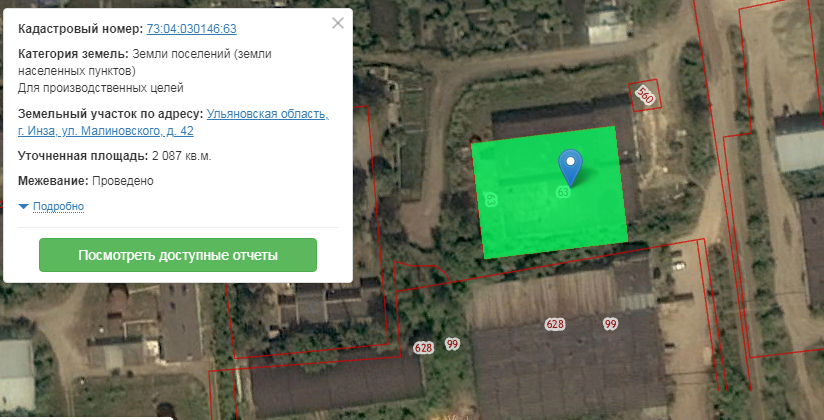 Кадастровый номер: 73:04:030146:63
Категория земель: Земли поселений (земли
населенных пунктов)
Для производственных целей
Земельный участок по адресу: Ульяновская область,
г. Инза, ул. Малиновского, д. 42
Уточненная площадь: 2 087 кв.м.
Межевание: Проведено
Подробно
Посмотреть доступные отчеты
560
63
63
628
99
628
99